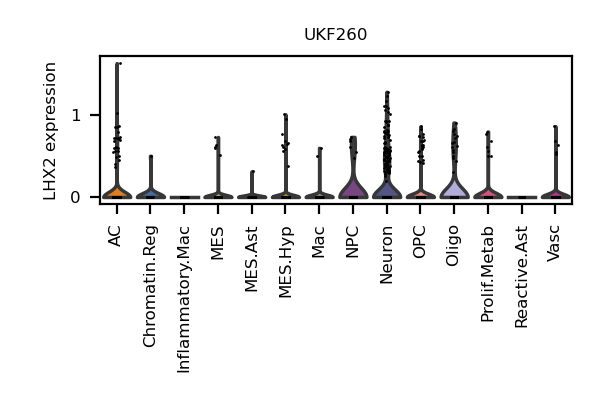 UKF260
LHX2 expression
1
0
AC
Chromatin.Reg
Inflammatory.Mac
MES
MES.Ast
MES.Hyp
Mac
NPC
Neuron
OPC
Oligo
Prolif.Metab
Reactive.Ast
Vasc